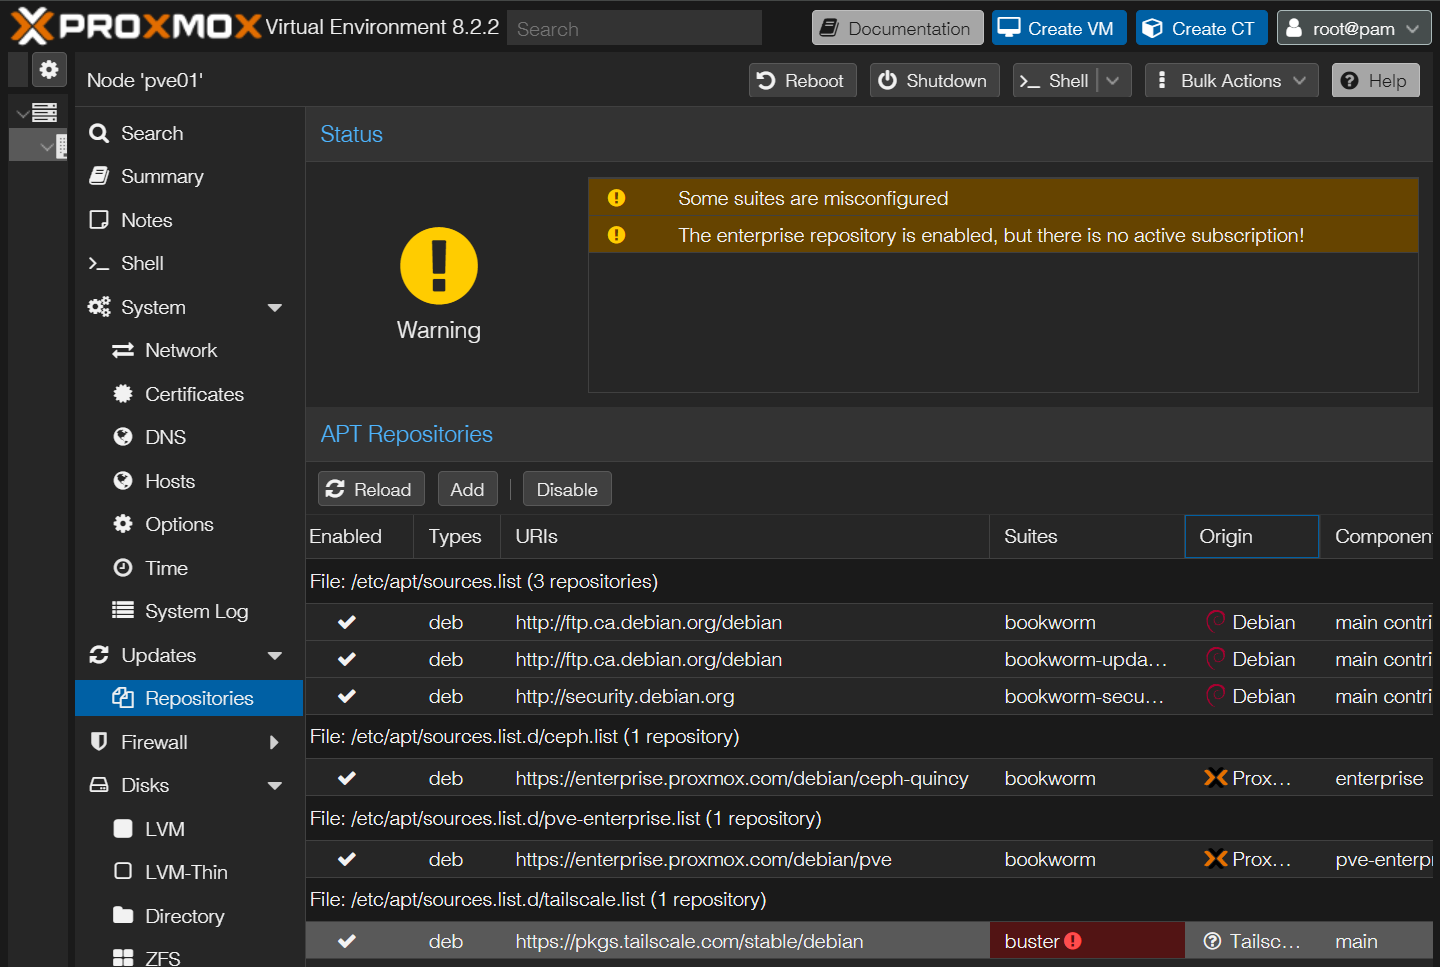 PROXMOX Virtual Environment 8.2.2 Search Documentation Create VM Create CT root@pam
Node 'pve01' Reboot Shutdown Shell Bulk Actions Help
Search
Summary
Notes
Shell
System
Network
Certificates
DNS
Hosts
Options
Time
System Log
Updates
Repositories
Firewall
Disks
LVM
LVM-Thin
Directory
ZFS
Status
Warning
Some suites are misconfigured
The enterprise repository is enabled, but there is no active subscription!
APT Repositories
Reload Add Disable
Enabled Types URIs Suites Origin Componen
File: /etc/apt/sources.list (3 repositories)
deb http://ftp.ca.debian.org/debian bookworm Debian main contri
deb http://ftp.ca.debian.org/debian bookworm-upda... Debian main contri
deb http://security.debian.org bookworm-secu... Debian main contri
File: /etc/apt/sources.list.d/ceph.list (1 repository)
deb https://enterprise.proxmox.com/debian/ceph-quincy bookworm Prox... enterprise
File: /etc/apt/sources.list.d/pve-enterprise.list (1 repository)
deb https://enterprise.proxmox.com/debian/pve bookworm Prox... pve-enterp
File: /etc/apt/sources.list.d/tailscale.list (1 repository)
deb https://pkgs.tailscale.com/stable/debian buster Tailsc... main